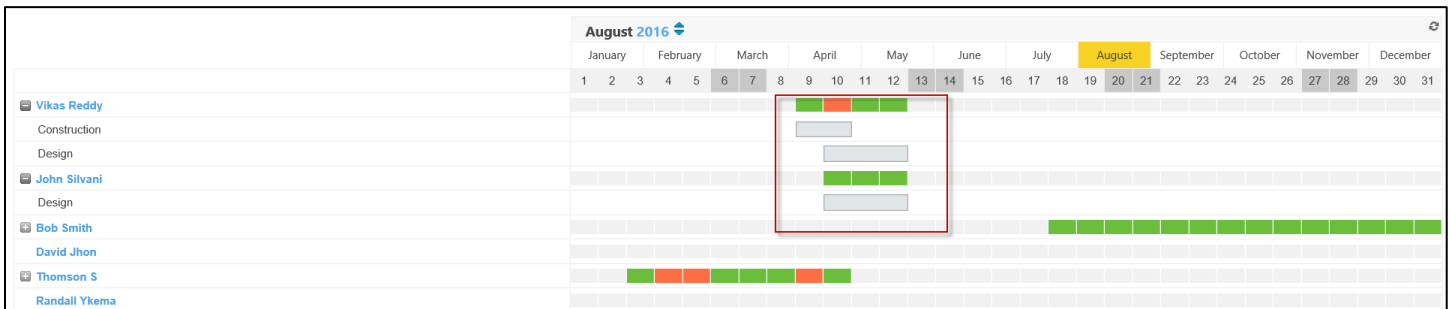 August 2016
January February March April May June July August September October November December
1 2 3 4 5 6 7 8 9 10 11 12 13 14 15 16 17 18 19 20 21 22 23 24 25 26 27 28 29 30 31
Vikas Reddy
Construction
Design
John Silvani
Design
Bob Smith
David Jhon
Thomson S
Randall Ykema